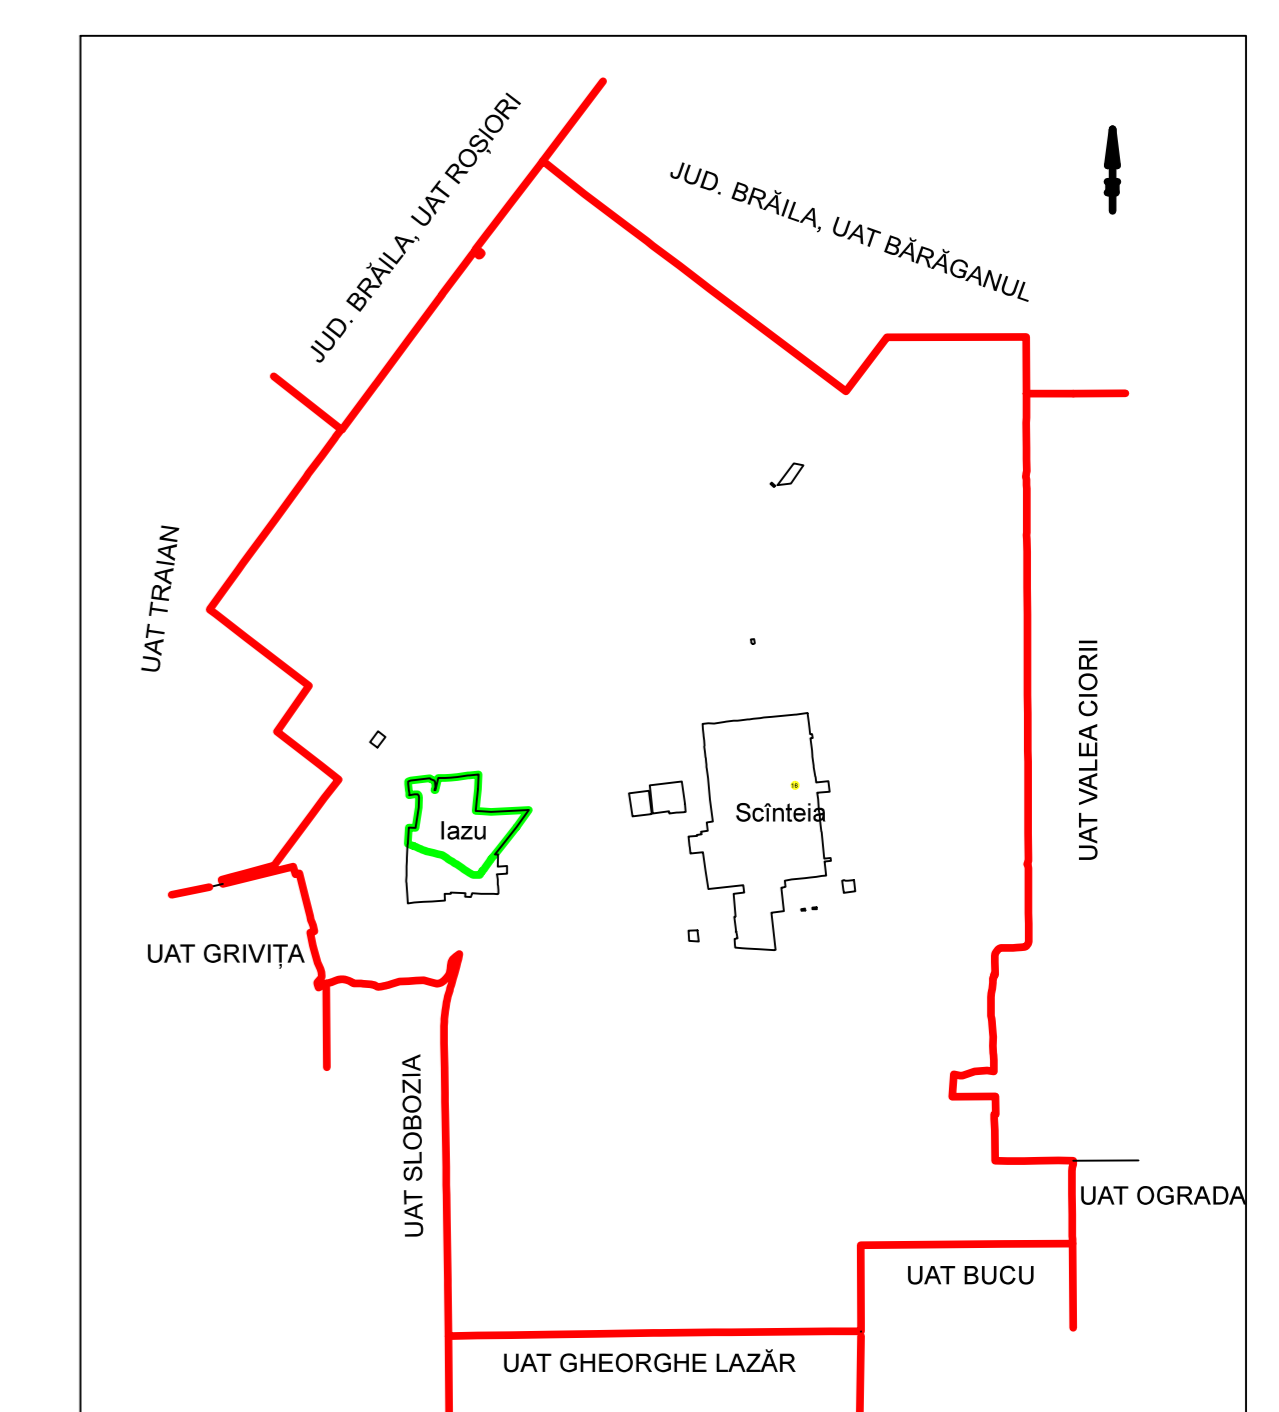 JUD. BRĂILA, UAT ROȘIORI
JUD. BRĂILA, UAT BĂRĂGANUL
UAT TRAIAN
UAT VALEA CIORII
18
Scînteia
Iazu
UAT GRIVIȚA
UAT SLOBOZIA
UAT OGRADA
UAT BUCU
UAT GHEORGHE LAZĂR